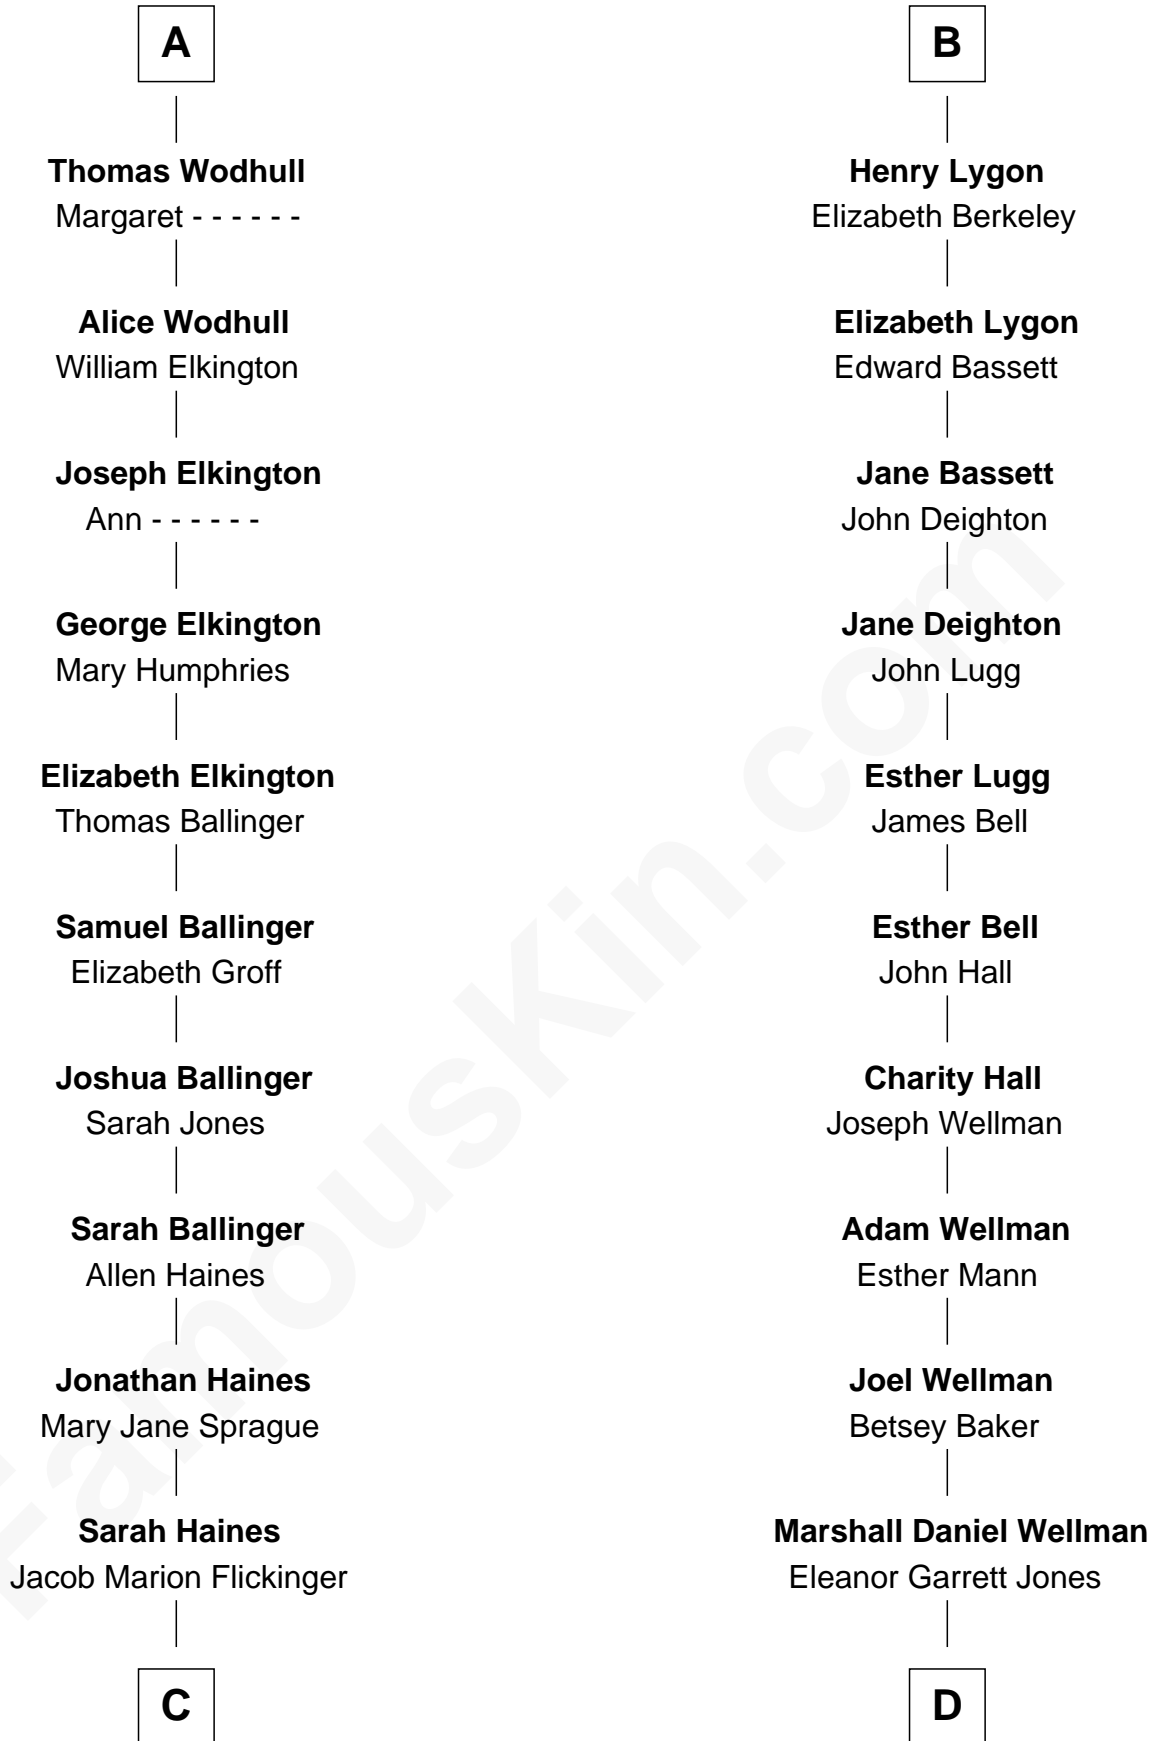 A
Thomas Wodhull
Margaret - - - - - -
Alice Wodhull
William Elkington
Joseph Elkington
Ann - - - - - -
George Elkington
Mary Humphries
Elizabeth Elkington
Thomas Ballinger
Samuel Ballinger
Elizabeth Groff
Joshua Ballinger
Sarah Jones
Sarah Ballinger
Allen Haines
Jonathan Haines
Mary Jane Sprague
Sarah Haines
Jacob Marion Flickinger
C
B
Henry Lygon
Elizabeth Berkeley
Elizabeth Lygon
Edward Bassett
Jane Bassett
John Deighton
Jane Deighton
John Lugg
Esther Lugg
James Bell
Esther Bell
John Hall
Charity Hall
Joseph Wellman
Adam Wellman
Esther Mann
Joel Wellman
Betsey Baker
Marshall Daniel Wellman
Eleanor Garrett Jones
D
FamousKin.com